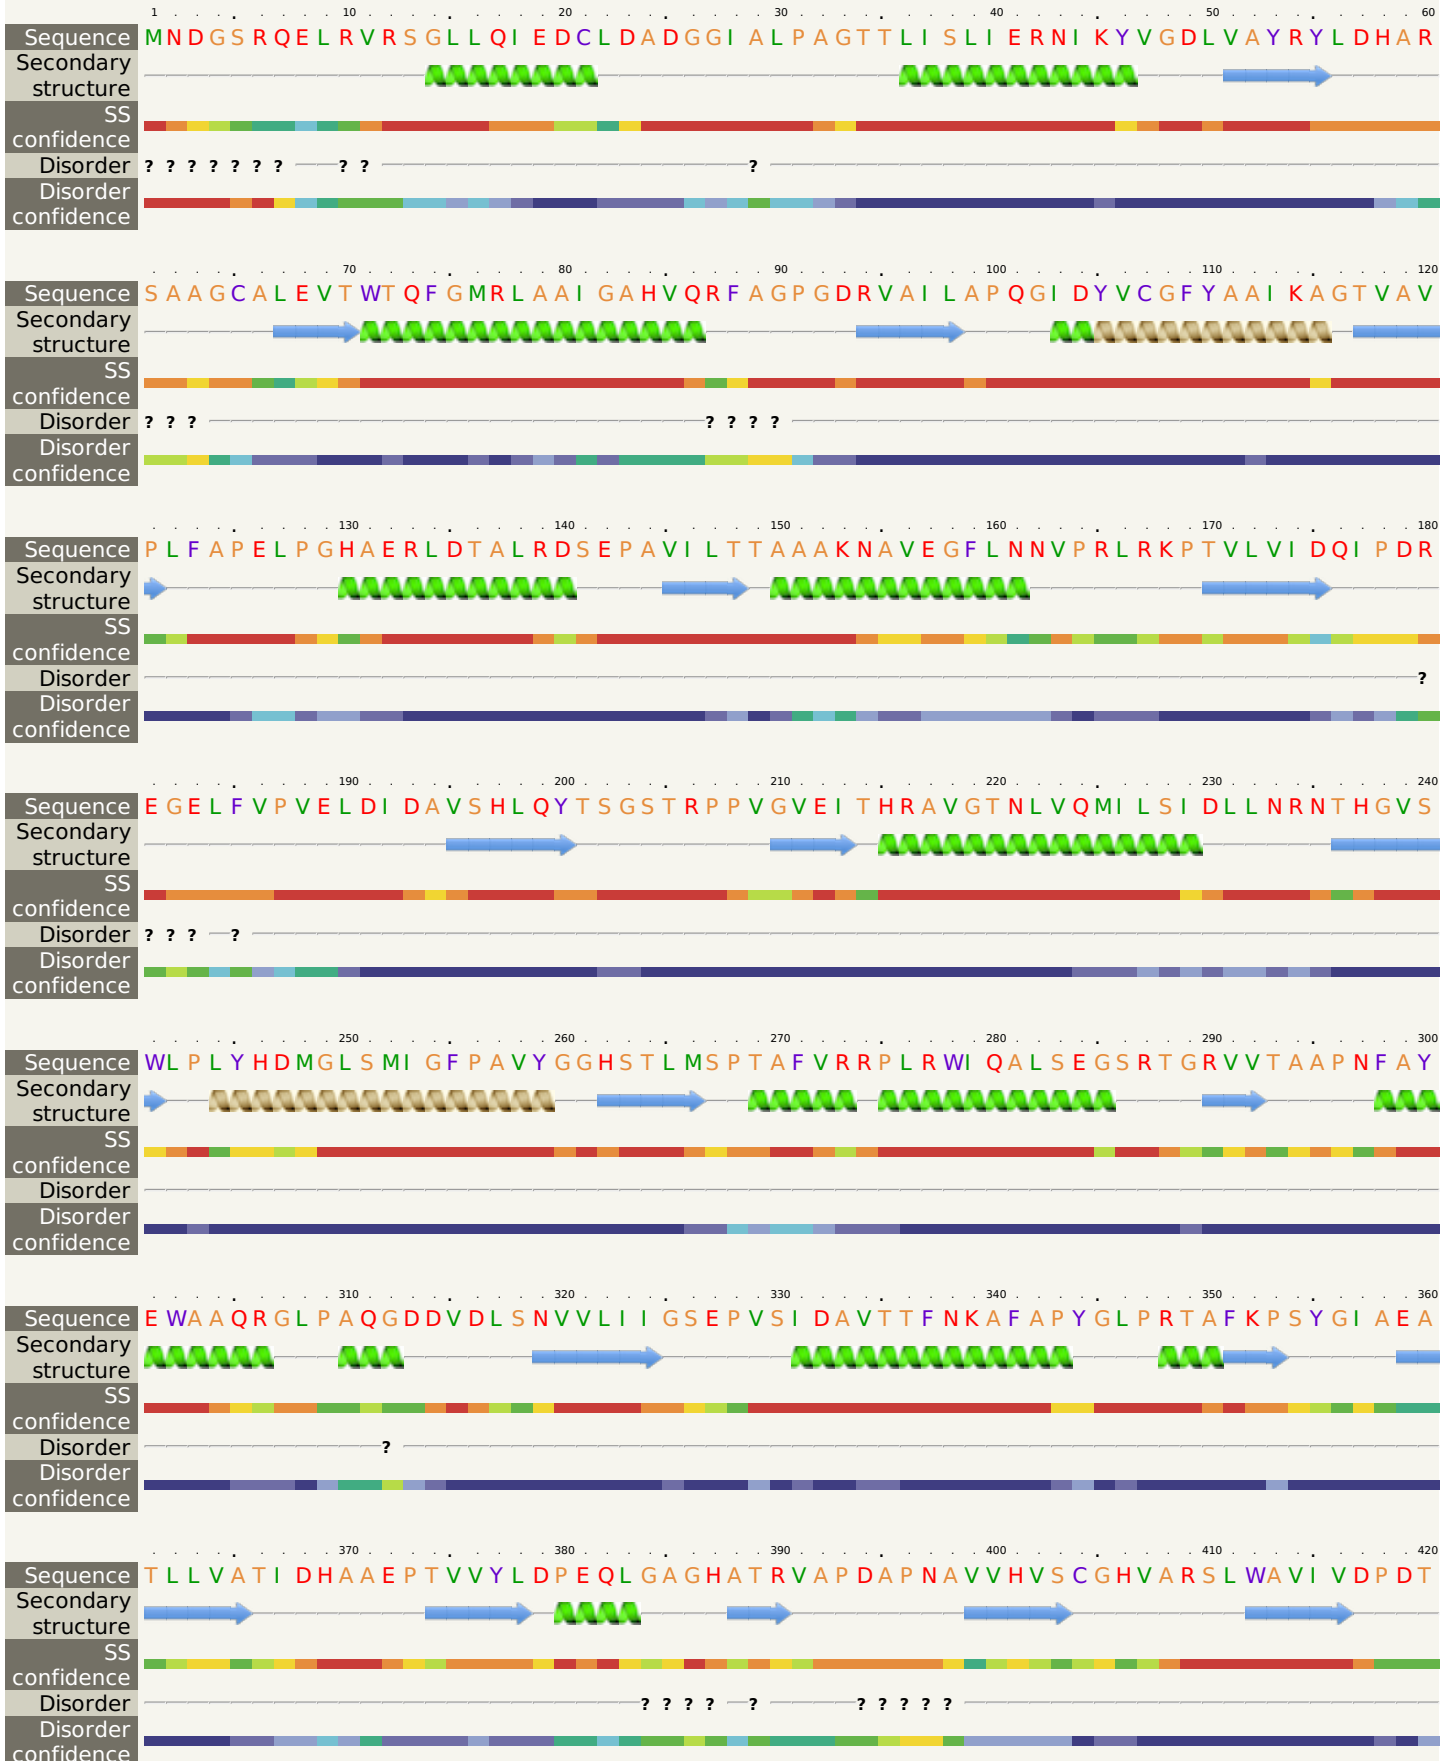 1 10 20 30 40 50 60
Sequence MNDGSRQELRVRSGLLQIEDCLDADGGIALPAGTTLISLIERNIKYVGDLVAYRYLDHAR
Secondary
structure
SS
confidence
Disorder ? ? ? ? ? ? ? ? ? ?
Disorder
confidence
70 80 90 100 110 120
Sequence SAAGCALEVTWTQFGMRLAAIGAHVQRFAGPGDRVAILAPQGIDYVCGFYAAIKAGTVAV
Secondary
structure
SS
confidence
Disorder ? ? ? ? ? ? ?
Disorder
confidence
130 140 150 160 170 180
Sequence PLFAPELPGHAERLDTALRDSEPAVILTTAAAKNAVEGFLNNVPRLRKPTVLVIDQIPDR
Secondary
structure
SS
confidence
Disorder ?
Disorder
confidence
190 200 210 220 230 240
Sequence EGELFVPVELDIDAVSHLQYTSGSTRPPVGVEITHRAVGTNLVQMILSIDLLNRNTHGVS
Secondary
structure
SS
confidence
Disorder ? ? ? ?
Disorder
confidence
250 260 270 280 290 300
Sequence WLPLYHDMGLSMIGFPAVYGGHSTLMSPTAFVRRPLRWIQALSEGSRTGRVVTAAPNFAY
Secondary
structure
SS
confidence
Disorder
Disorder
confidence
310 320 330 340 350 360
Sequence EWAAQRGLPAQGDDVDLSNVVLIIGSEPVSIDAVTTFNKAFAPYGLPRTAFKPSYGIAEA
Secondary
structure
SS
confidence
Disorder ?
Disorder
confidence
370 380 390 400 410 420
Sequence TLLVATIDHAAEPTVVYLDPEQLGAGHATRVAPDAPNAVVHVSCGHVARSLWAVIVDPDT
Secondary
structure
SS
confidence
Disorder ? ? ? ? ? ? ? ? ? ?
Disorder
confidence